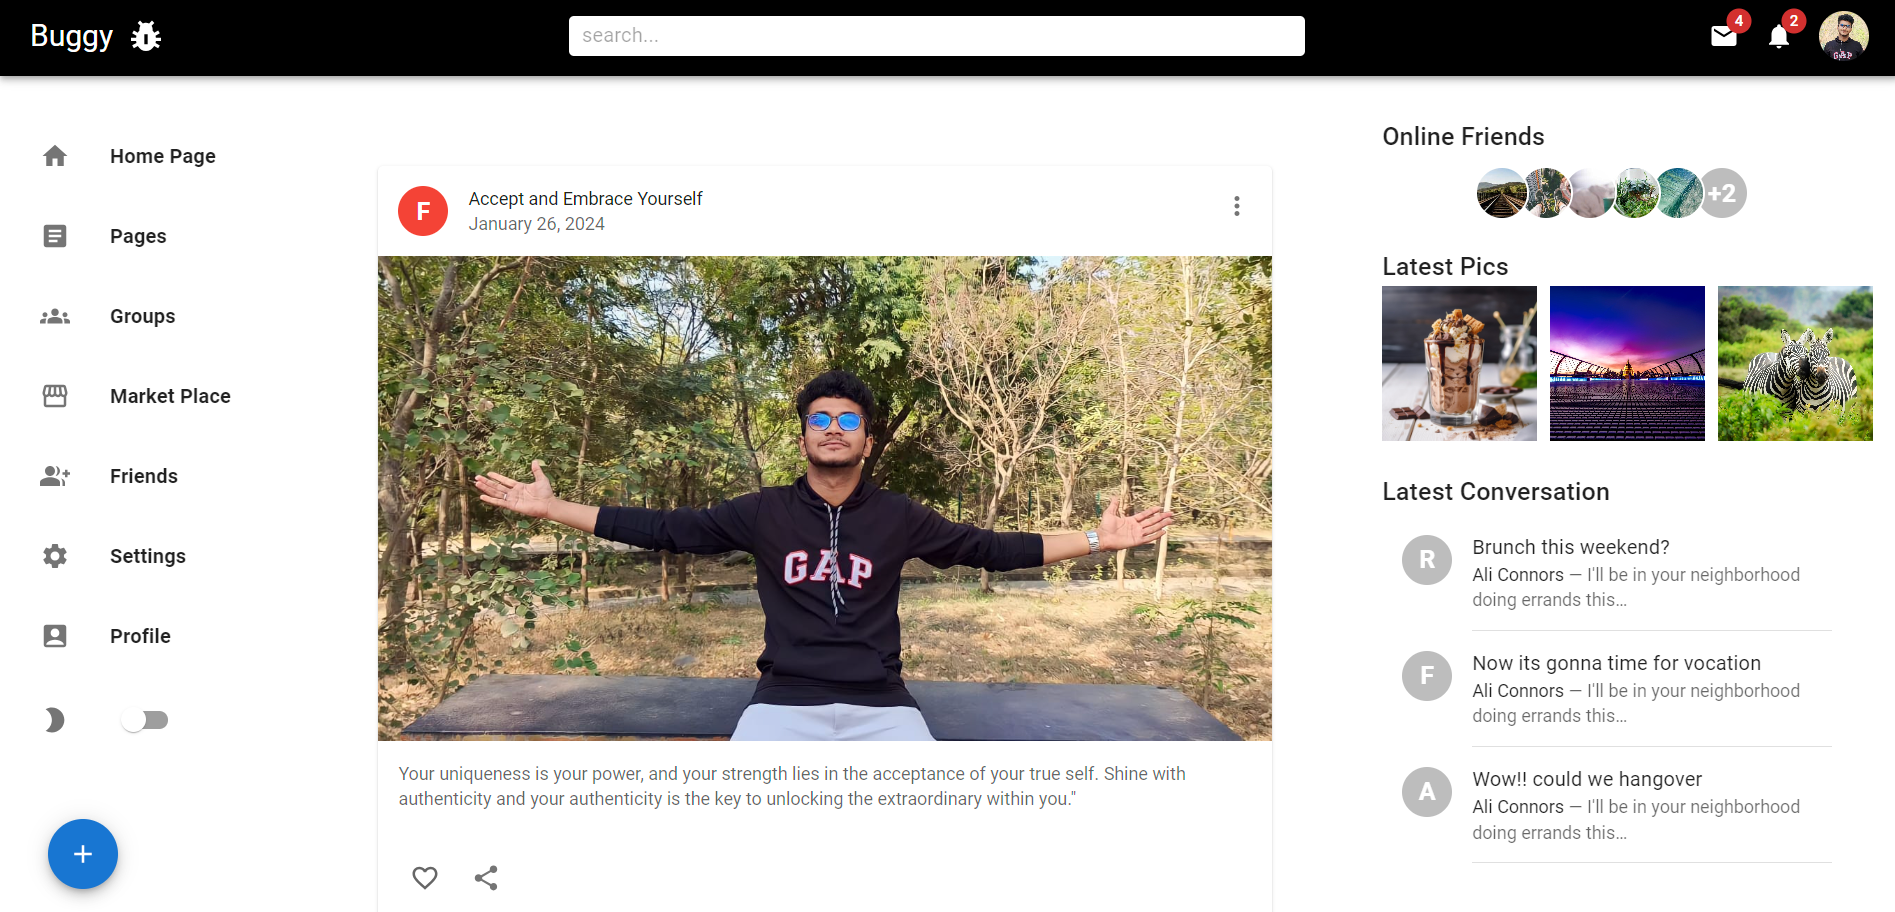 Buggy
search...
4
2
GAP
Home Page
Pages
Groups
Market Place
Friends
Settings
Profile
F
Accept and Embrace Yourself
January 26, 2024
GAP
Your uniqueness is your power, and your strength lies in the acceptance of your true self. Shine with
authenticity and your authenticity is the key to unlocking the extraordinary within you."
Online Friends
+2
Latest Pics
Latest Conversation
R
Brunch this weekend?
Ali Connors — I'll be in your neighborhood
doing errands this…
F
Now its gonna time for vocation
Ali Connors — I'll be in your neighborhood
doing errands this…
A
Wow!! could we hangover
Ali Connors — I'll be in your neighborhood
doing errands this…